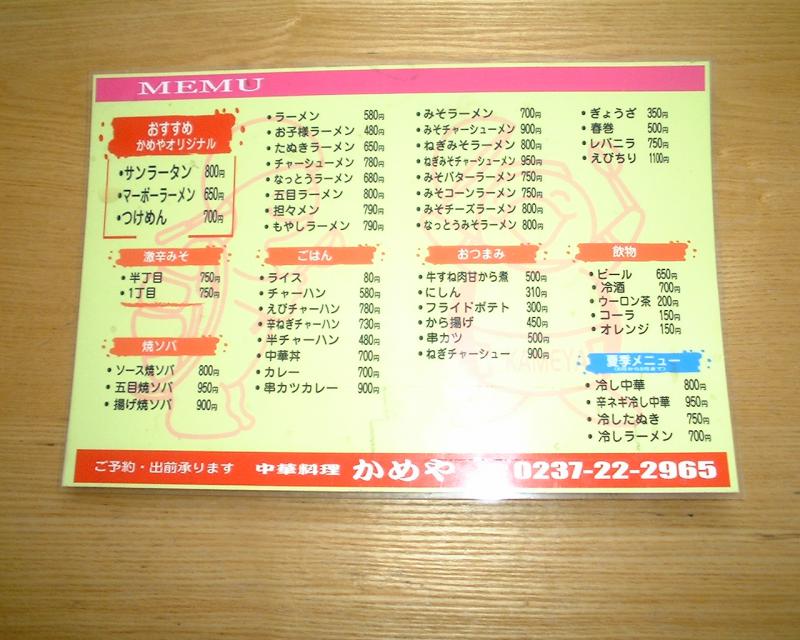 MEMU
おすすめ
かめやオリジナル
・サンラータン 800円
・マーボーラーメン 650円
・つけめん 700円
・ラーメン 580円
・お子様ラーメン 480円
・たぬきラーメン 650円
・チャーシューメン 780円
・なっとうラーメン 680円
・五目ラーメン 800円
・担々メン 790円
・もやしラーメン 790円
・みそラーメン 700円
・みそチャーシューメン 900円
・ねぎみそラーメン 800円
・ねぎみそチャーシューメン 950円
・みそバターラーメン 750円
・みそコーンラーメン 750円
・みそチーズラーメン 800円
・なっとうみそラーメン 800円
・ぎょうざ 350円
・春巻 500円
・レバニラ 750円
・えびちり 1100円
激辛みそ
・半丁目 750円
・1丁目 750円
焼ソバ
・ソース焼ソバ 800円
・五目焼ソバ 950円
・揚げ焼ソバ 900円
ごはん
・ライス 80円
・チャーハン 580円
・えびチャーハン 780円
・辛ねぎチャーハン 730円
・半チャーハン 480円
・中華丼 700円
・カレー 700円
・串カツカレー 900円
おつまみ
・牛すね肉甘から煮 500円
・にしん 310円
・フライドポテト 300円
・から揚げ 450円
・串カツ 500円
・ねぎチャーシュー 900円
飲物
・ビール 650円
・冷酒 700円
・ウーロン茶 200円
・コーラ 150円
・オレンジ 150円
夏季メニュー
・冷し中華 800円
・辛ネギ冷し中華 950円
・冷したぬき 750円
・冷しラーメン 700円
KAMEYA
ご予約・出前承ります 中華料理 かめや 0237-22-2965